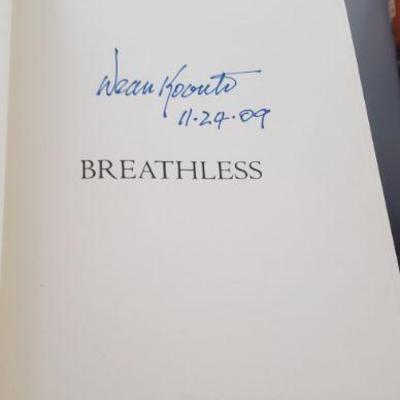 Dean Koontz
11·24·09
BREATHLESS